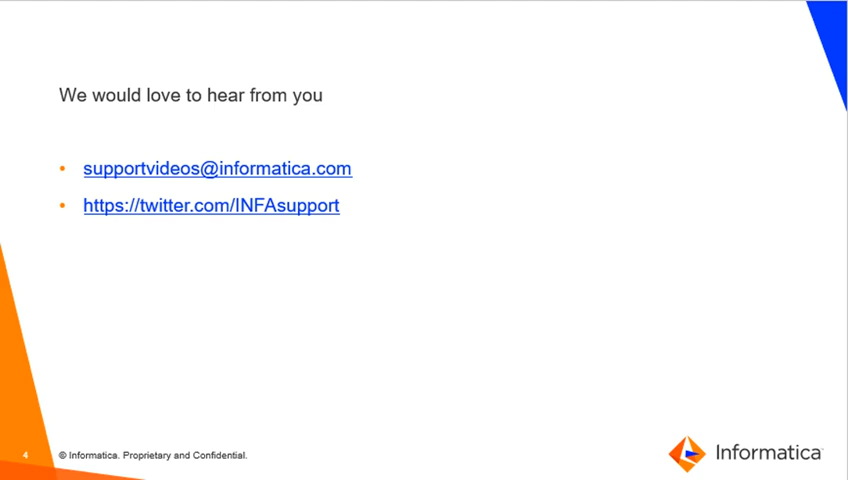 We would love to hear from you
• supportvideos@informatica.com
• https://twitter.com/INFAsupport
4 © Informatica. Proprietary and Confidential.
Informatica